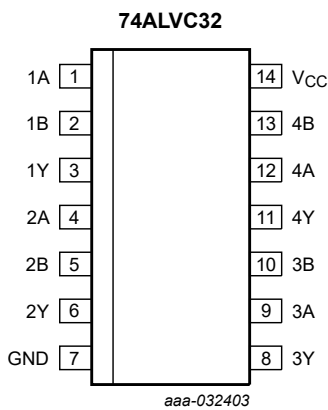 74ALVC32
1A 1 14 VCC
1B 2 13 4B
1Y 3 12 4A
2A 4 11 4Y
2B 5 10 3B
2Y 6 9 3A
GND 7 8 3Y
aaa-032403